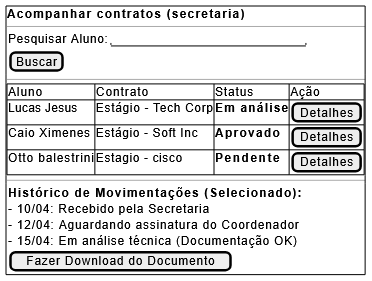 Acompanhar contratos (secretaria)
Pesquisar Aluno:
Buscar
Aluno Contrato Status Ação
Lucas Jesus Estágio - Tech Corp Em análise Detalhes
Caio Ximenes Estágio - Soft Inc Aprovado Detalhes
Otto balestrini Estagio - cisco Pendente Detalhes
Histórico de Movimentações (Selecionado):
- 10/04: Recebido pela Secretaria
- 12/04: Aguardando assinatura do Coordenador
- 15/04: Em análise técnica (Documentação OK)
Fazer Download do Documento